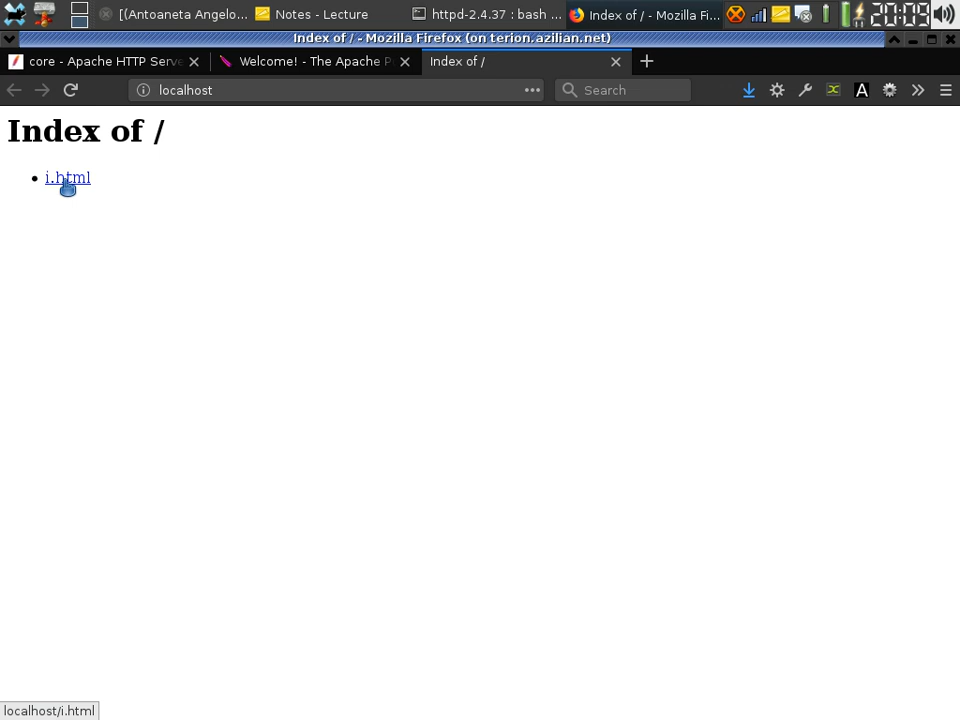 [(Antoaneta Angelo...
Notes - Lecture
httpd-2.4.37 : bash ...
Index of / - Mozilla Fi...
A
20:09
Index of / - Mozilla Firefox (on terion.azilian.net)
core - Apache HTTP Serve
Welcome! - The Apache P
Index of /
localhost
Search
A
Index of /
i.html
localhost/i.html